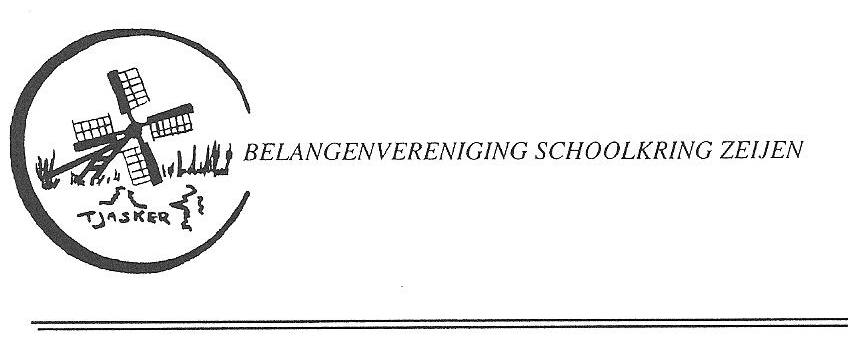 BELANGENVERENIGING SCHOOLKRING ZEIJEN
TJASKER